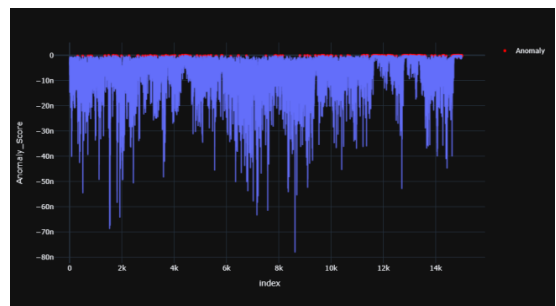 Anomaly
0
−10n
−20n
−30n
−40n
−50n
−60n
−70n
−80n
Anomaly_Score
0
2k
4k
6k
8k
10k
12k
14k
index